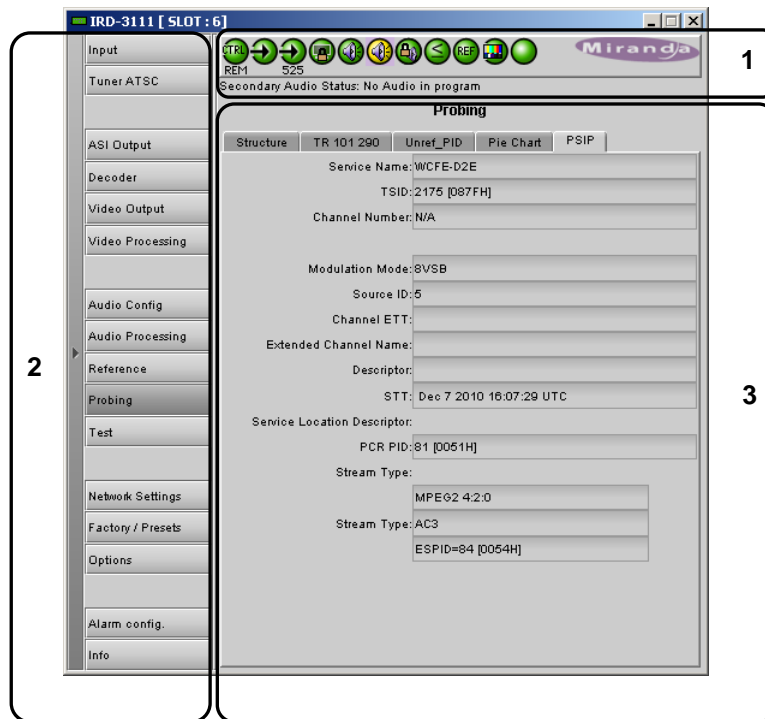 IRD-3111 [ SLOT : 6]
CTRL REF Miranda
REM 525
Secondary Audio Status: No Audio in program
1
Input
Tuner ATSC
ASI Output
Decoder
Video Output
Video Processing
Audio Config
Audio Processing
Reference
Probing
Test
Network Settings
Factory / Presets
Options
Alarm config.
Info
2
Probing
Structure TR 101 290 Unref_PID Pie Chart PSIP
Service Name: WCFE-D2E
TSID: 2175 [087FH]
Channel Number: N/A
Modulation Mode: 8VSB
Source ID: 5
Channel ETT:
Extended Channel Name:
Descriptor:
STT: Dec 7 2010 16:07:29 UTC
Service Location Descriptor:
PCR PID: 81 [0051H]
Stream Type:
MPEG2 4:2:0
Stream Type: AC3
ESPID=84 [0054H]
3